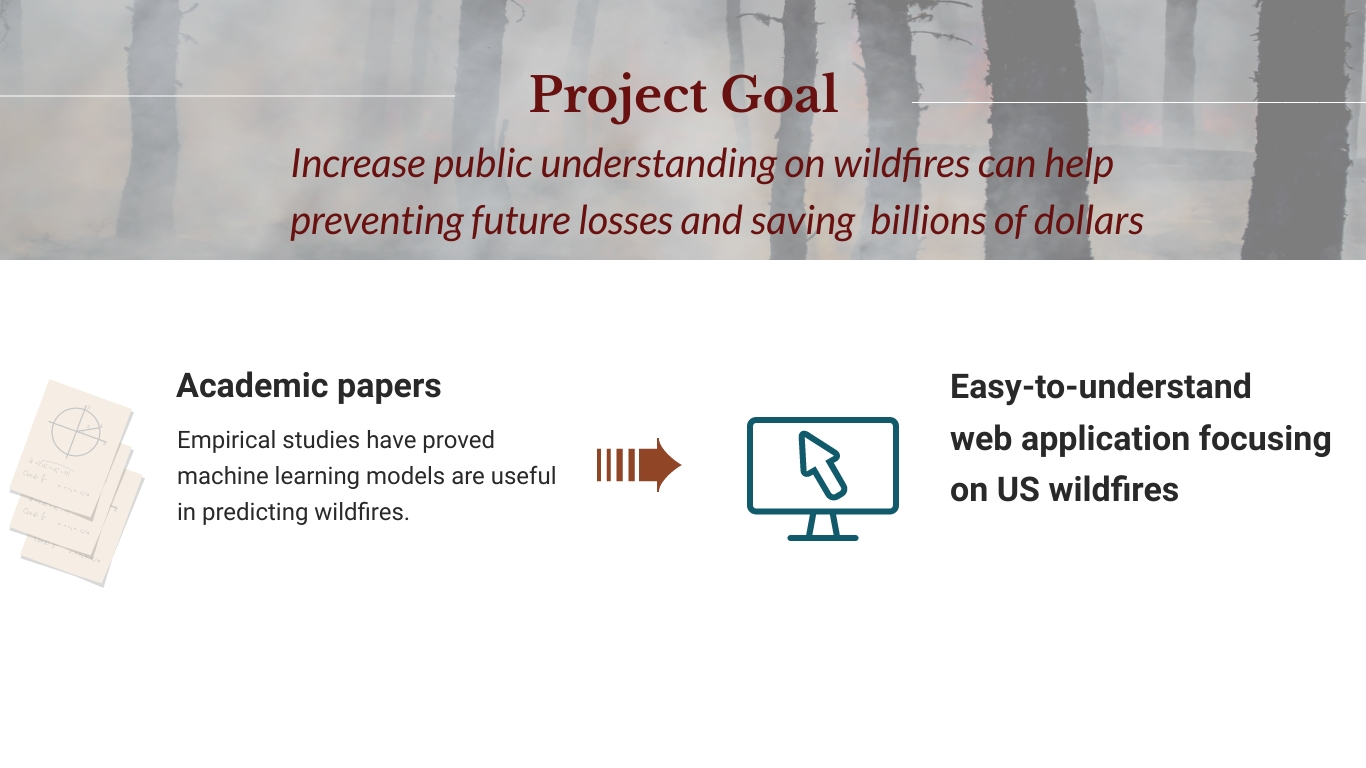 Project Goal
Increase public understanding on wildfires can help
preventing future losses and saving  billions of dollars
Academic papers
Empirical studies have proved
machine learning models are useful
in predicting wildfires.
Easy-to-understand
web application focusing
on US wildfires